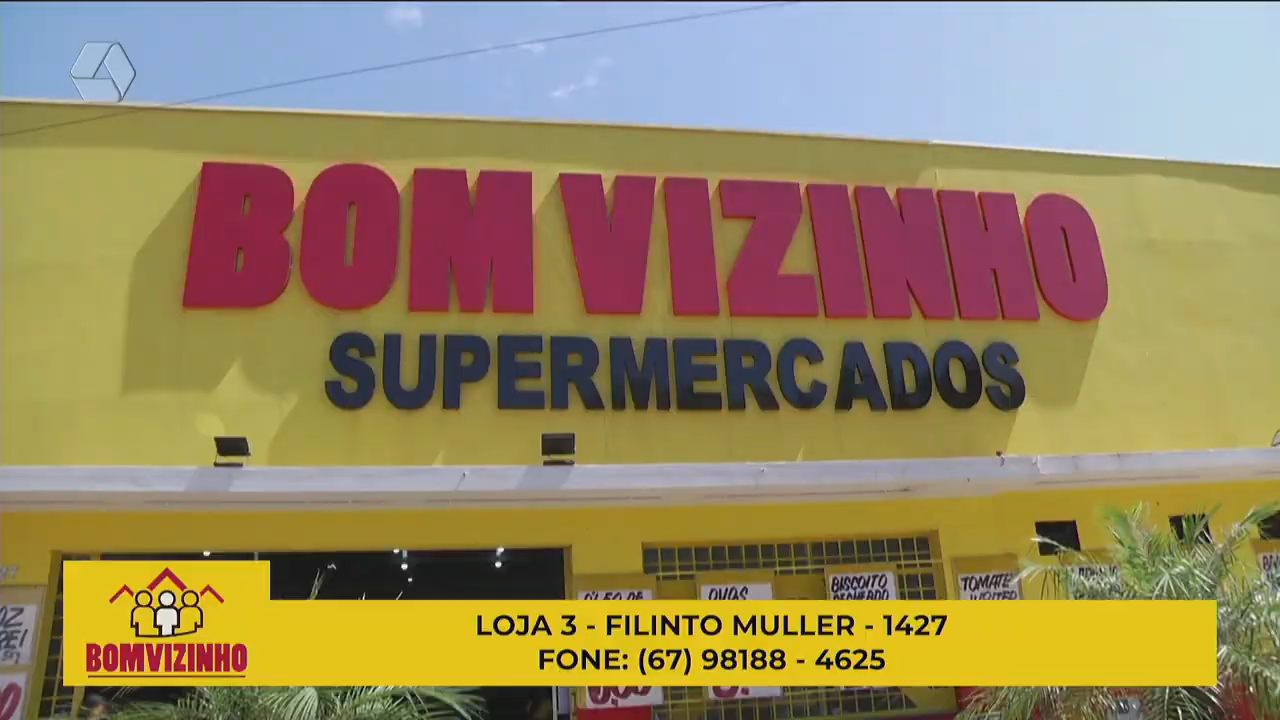 BOM VIZINHO
SUPERMERCADOS
OVOS
BISCOITO
TOMATE
BOMVIZINHO
LOJA 3 - FILINTO MULLER - 1427
FONE: (67) 98188 - 4625